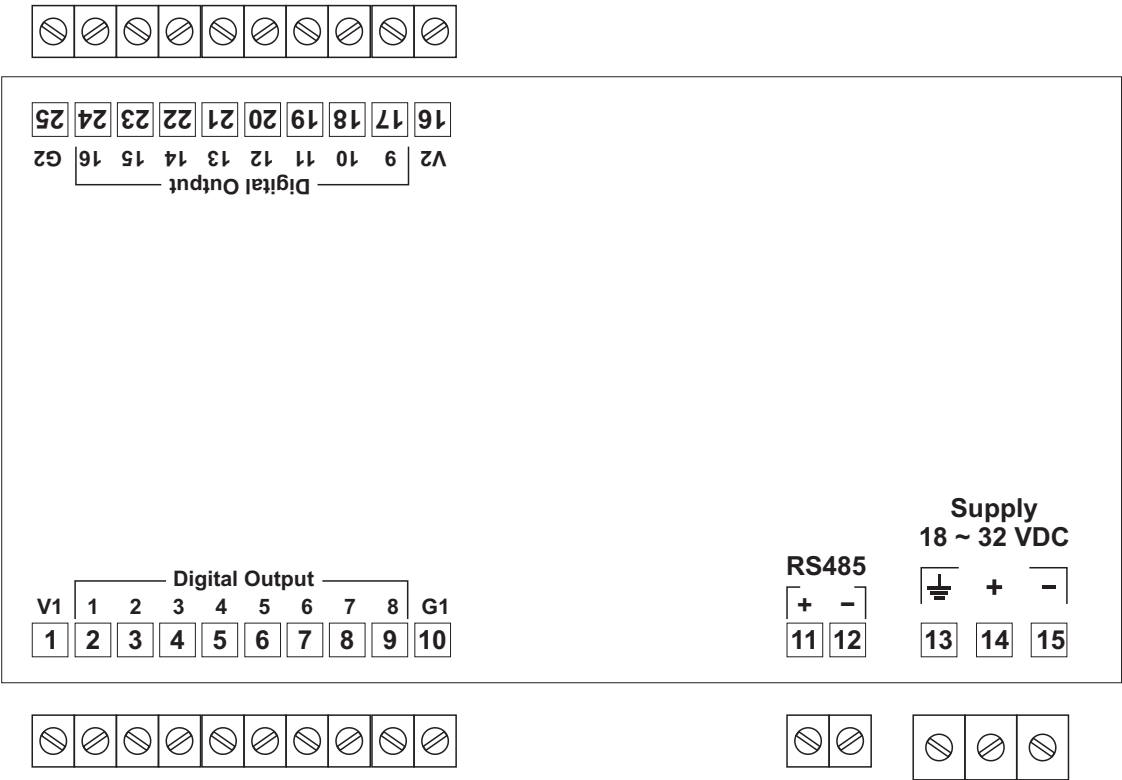 25 24 23 22 21 20 19 18 17 16
G2 16 15 14 13 12 11 10 9 V2
Digital Output
Supply
18 ~ 32 VDC
RS485
Digital Output
+ − + −
V1 1 2 3 4 5 6 7 8 G1
1 2 3 4 5 6 7 8 9 10 11 12 13 14 15